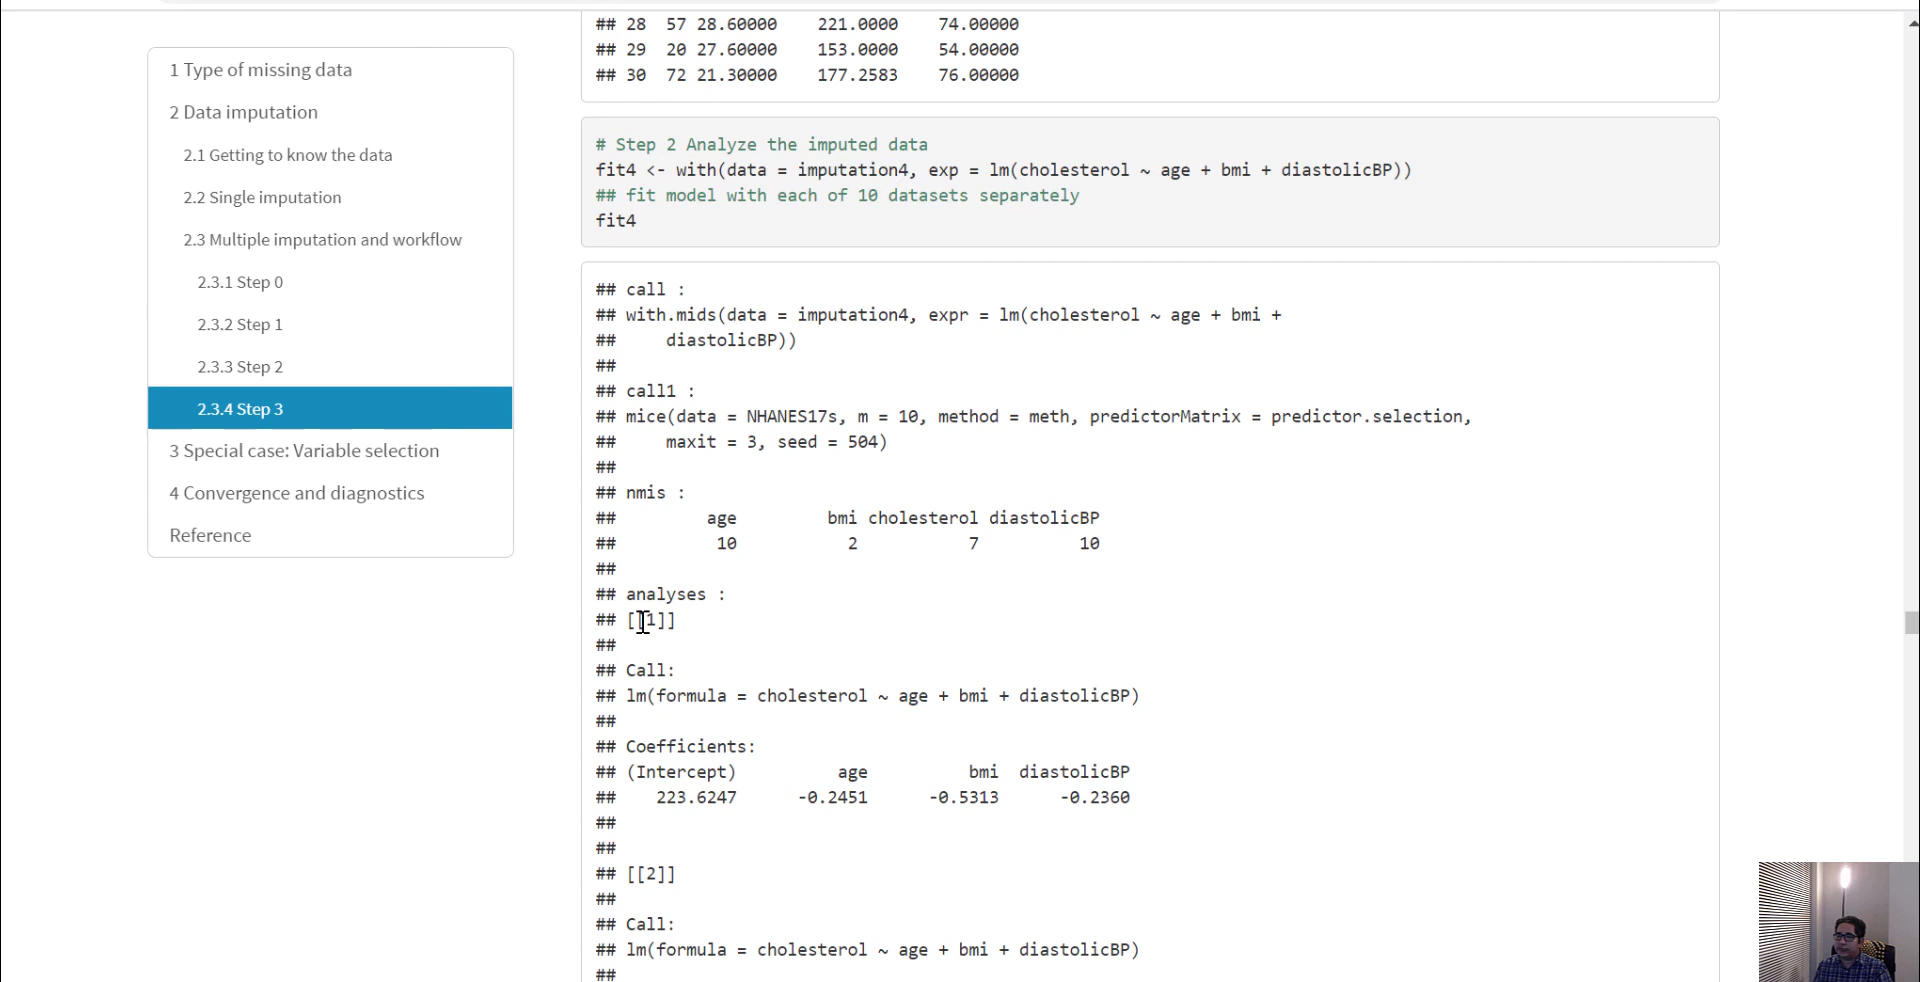 1 Type of missing data
2 Data imputation
2.1 Getting to know the data
2.2 Single imputation
2.3 Multiple imputation and workflow
2.3.1 Step 0
2.3.2 Step 1
2.3.3 Step 2
2.3.4 Step 3
3 Special case: Variable selection
4 Convergence and diagnostics
Reference
## 28  57 28.60000    221.0000    74.00000
## 29  20 27.60000    153.0000    54.00000
## 30  72 21.30000    177.2583    76.00000
# Step 2 Analyze the imputed data
fit4 <- with(data = imputation4, exp = lm(cholesterol ~ age + bmi + diastolicBP))
## fit model with each of 10 datasets separately
fit4
## call :
## with.mids(data = imputation4, expr = lm(cholesterol ~ age + bmi +
##     diastolicBP))
##
## call1 :
## mice(data = NHANES17s, m = 10, method = meth, predictorMatrix = predictor.selection,
##     maxit = 3, seed = 504)
##
## nmis :
##         age         bmi cholesterol diastolicBP
##          10           2           7          10
##
## analyses :
## [[1]]
##
## Call:
## lm(formula = cholesterol ~ age + bmi + diastolicBP)
##
## Coefficients:
## (Intercept)          age          bmi  diastolicBP
##    223.6247      -0.2451      -0.5313      -0.2360
##
##
## [[2]]
##
## Call:
## lm(formula = cholesterol ~ age + bmi + diastolicBP)
##